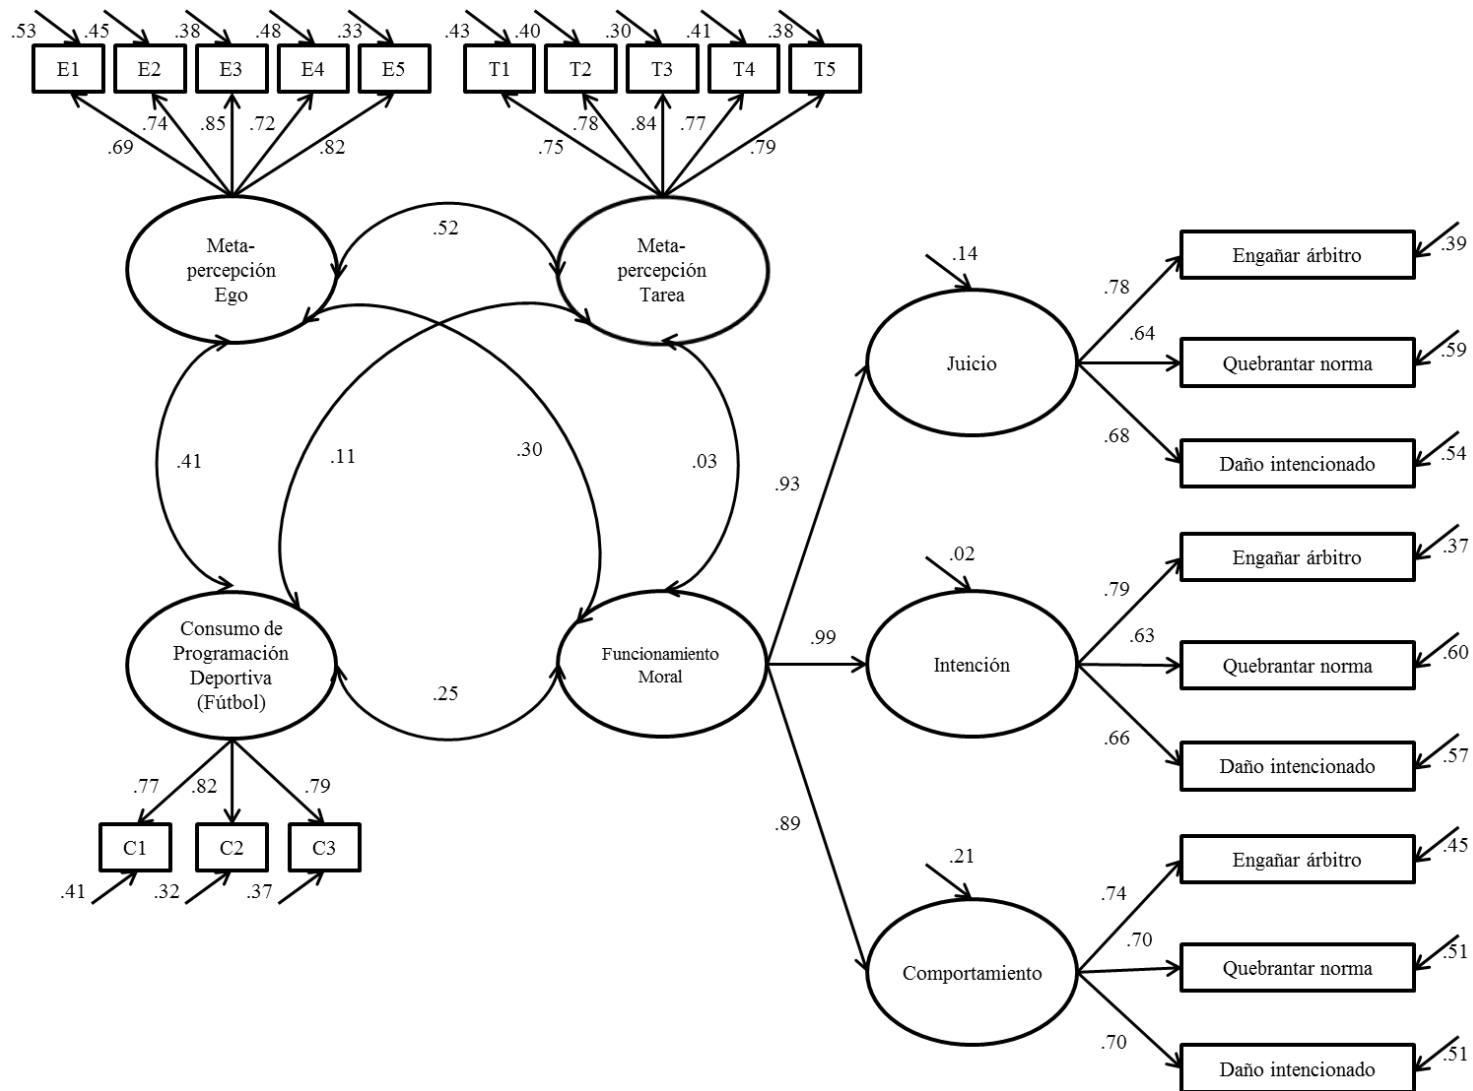 .53 .45 .38 .48 .33 .43 .40 .30 .41 .38
E1 E2 E3 E4 E5 T1 T2 T3 T4 T5
.69 .74 .85 .72 .82 .75 .78 .84 .77 .79
Meta-
percepción
Ego
.52
Meta-
percepción
Tarea
.41
.11
.30
.03
Consumo de
Programación
Deportiva
(Fútbol)
.25
Funcionamiento
Moral
.77 .82 .79
C1 C2 C3
.41 .32 .37
.93
.99
.89
.14
Juicio
.78
.64
.68
Engañar árbitro
.39
Quebrantar norma
.59
Daño intencionado
.54
.02
Intención
.79
.63
.66
Engañar árbitro
.37
Quebrantar norma
.60
Daño intencionado
.57
.21
Comportamiento
.74
.70
.70
Engañar árbitro
.45
Quebrantar norma
.51
Daño intencionado
.51